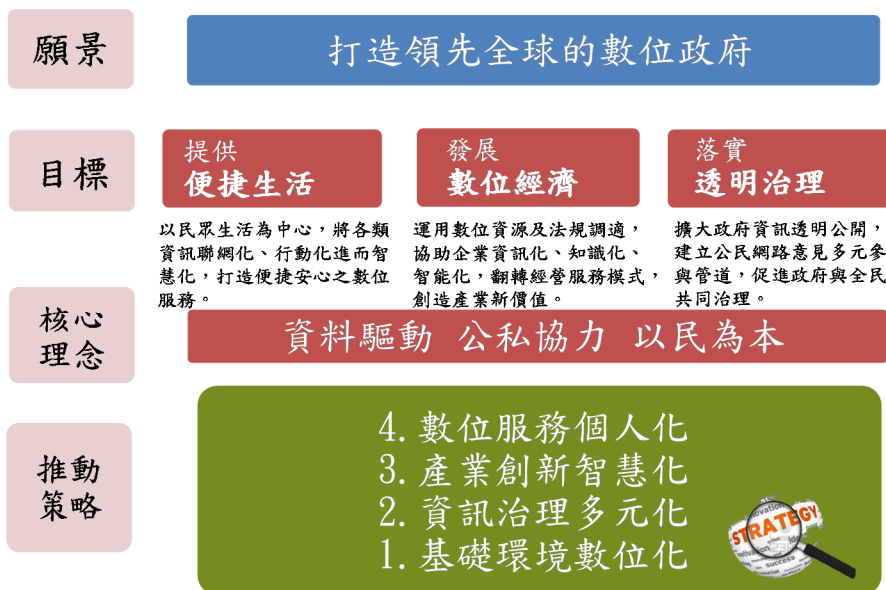 願景
打造領先全球的數位政府
目標
提供
便捷生活
以民眾生活為中心，將各類
資訊聯網化、行動化進而智
慧化，打造便捷安心之數位
服務。
發展
數位經濟
運用數位資源及法規調適，
協助企業資訊化、知識化、
智能化，翻轉經營服務模式，
創造產業新價值。
落實
透明治理
擴大政府資訊透明公開，
建立公民網路意見多元參
與管道，促進政府與全民
共同治理。
核心
理念
資料驅動 公私協力 以民為本
推動
策略
4.數位服務個人化
3.產業創新智慧化
2.資訊治理多元化
1.基礎環境數位化
STRATEGY
success